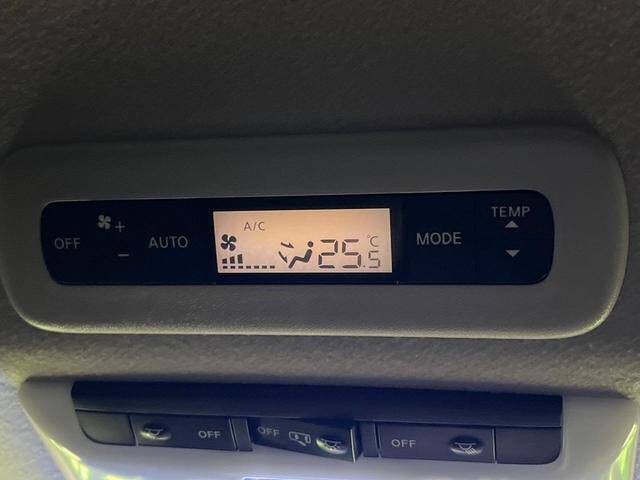 A/C
OFF + − AUTO 25.5 °C MODE TEMP
OFF OFF OFF